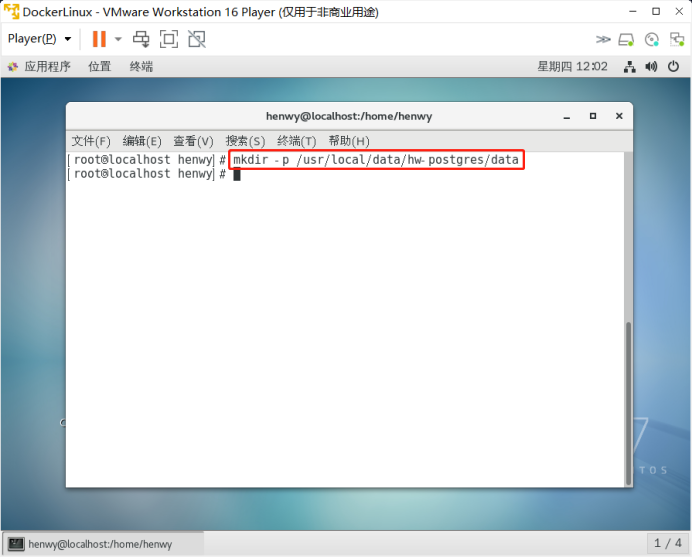 DockerLinux - VMware Workstation 16 Player (仅用于非商业用途)
Player(P)
应用程序 位置 终端 星期四 12:02
henwy@localhost:/home/henwy
文件(F) 编辑(E) 查看(V) 搜索(S) 终端(T) 帮助(H)
[root@localhost henwy]# mkdir -p /usr/local/data/hw-postgres/data
[root@localhost henwy]#
7
TOS
henwy@localhost:/home/henwy 1 / 4